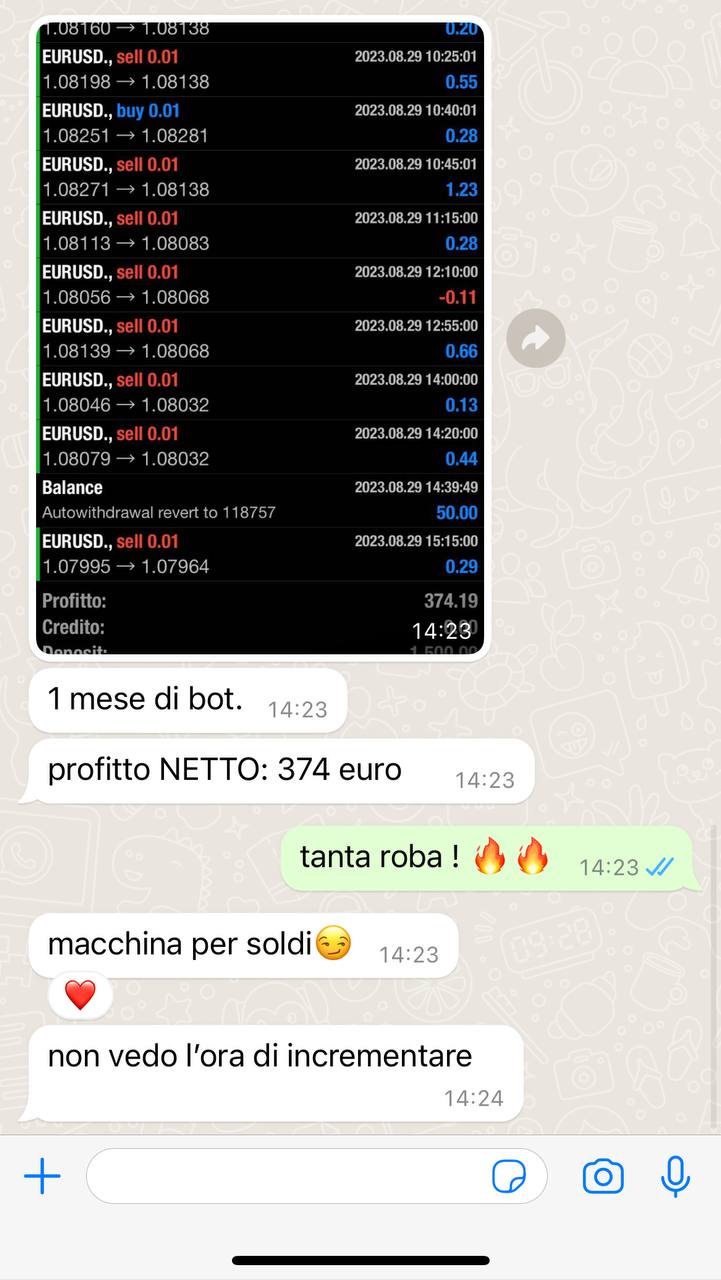 1.08160 → 1.08138 0.20
EURUSD., sell 0.01 2023.08.29 10:25:01
1.08198 → 1.08138 0.55
EURUSD., buy 0.01 2023.08.29 10:40:01
1.08251 → 1.08281 0.28
EURUSD., sell 0.01 2023.08.29 10:45:01
1.08271 → 1.08138 1.23
EURUSD., sell 0.01 2023.08.29 11:15:00
1.08113 → 1.08083 0.28
EURUSD., sell 0.01 2023.08.29 12:10:00
1.08056 → 1.08068 -0.11
EURUSD., sell 0.01 2023.08.29 12:55:00
1.08139 → 1.08068 0.66
EURUSD., sell 0.01 2023.08.29 14:00:00
1.08046 → 1.08032 0.13
EURUSD., sell 0.01 2023.08.29 14:20:00
1.08079 → 1.08032 0.44
Balance 2023.08.29 14:39:49
Autowithdrawal revert to 118757 50.00
EURUSD., sell 0.01 2023.08.29 15:15:00
1.07995 → 1.07964 0.29
Profitto: 374.19
Credito: 14:23
Deposit: 1 500.00
1 mese di bot. 14:23
profitto NETTO: 374 euro 14:23
tanta roba ! 🔥🔥 14:23
macchina per soldi😏 14:23
❤️
non vedo l’ora di incrementare
14:24